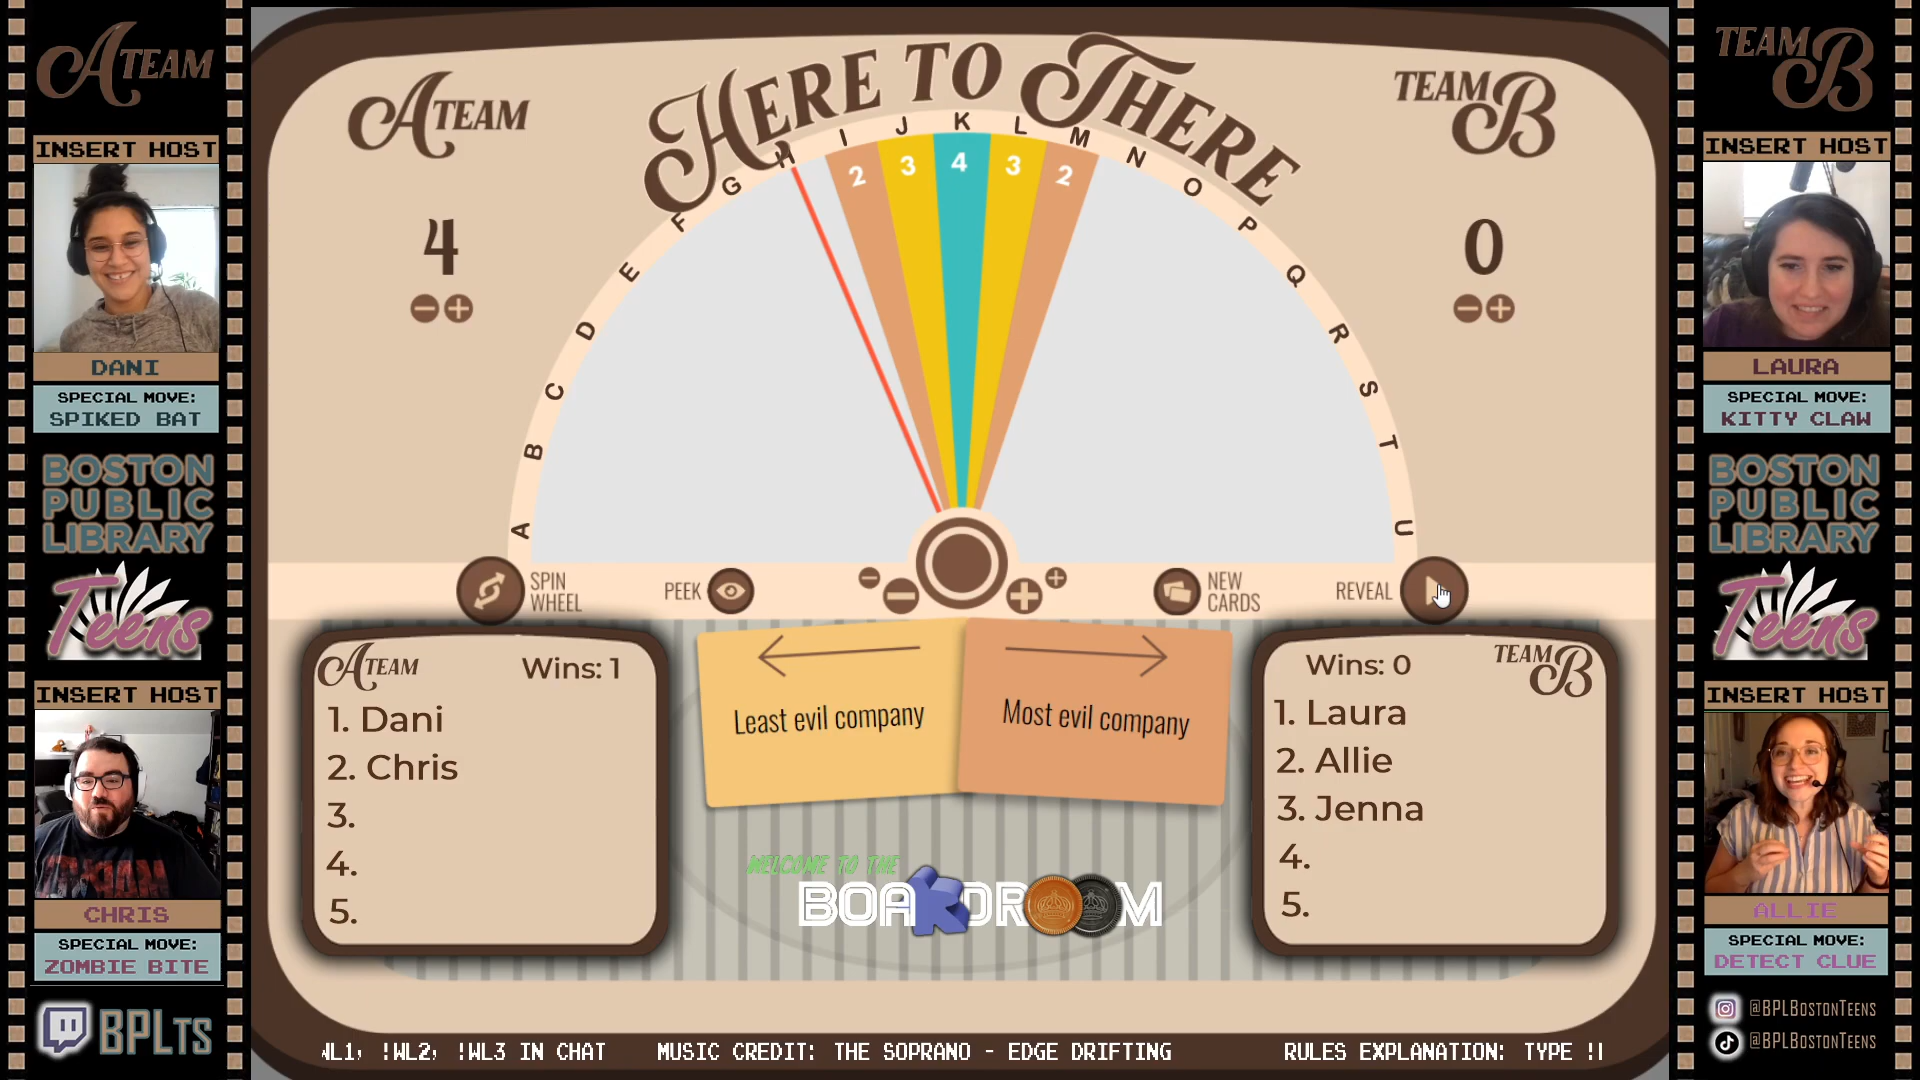 A TEAM
INSERT HOST
DANI
SPECIAL MOVE:
SPIKED BAT
BOSTON
PUBLIC
LIBRARY
Teens
INSERT HOST
CHRIS
SPECIAL MOVE:
ZOMBIE BITE
BPLTS
HERE TO THERE
A TEAM
4
TEAM B
0
A B C D E F G H I J K L M N O P Q R S T U
2 3 4 3 2
SPIN
WHEEL
PEEK
NEW
CARDS
REVEAL
A TEAM
Wins: 1
1. Dani
2. Chris
3.
4.
5.
Least evil company
Most evil company
WELCOME TO THE
BOARDROOM
Wins: 0
TEAM B
1. Laura
2. Allie
3. Jenna
4.
5.
WL1, !WL2, !WL3 IN CHAT
MUSIC CREDIT: THE SOPRANO - EDGE DRIFTING
RULES EXPLANATION: TYPE !
TEAM B
INSERT HOST
LAURA
SPECIAL MOVE:
KITTY CLAW
BOSTON
PUBLIC
LIBRARY
Teens
INSERT HOST
ALLIE
SPECIAL MOVE:
DETECT CLUE
@BPLBOSTONTEENS
@BPLBOSTONTEENS